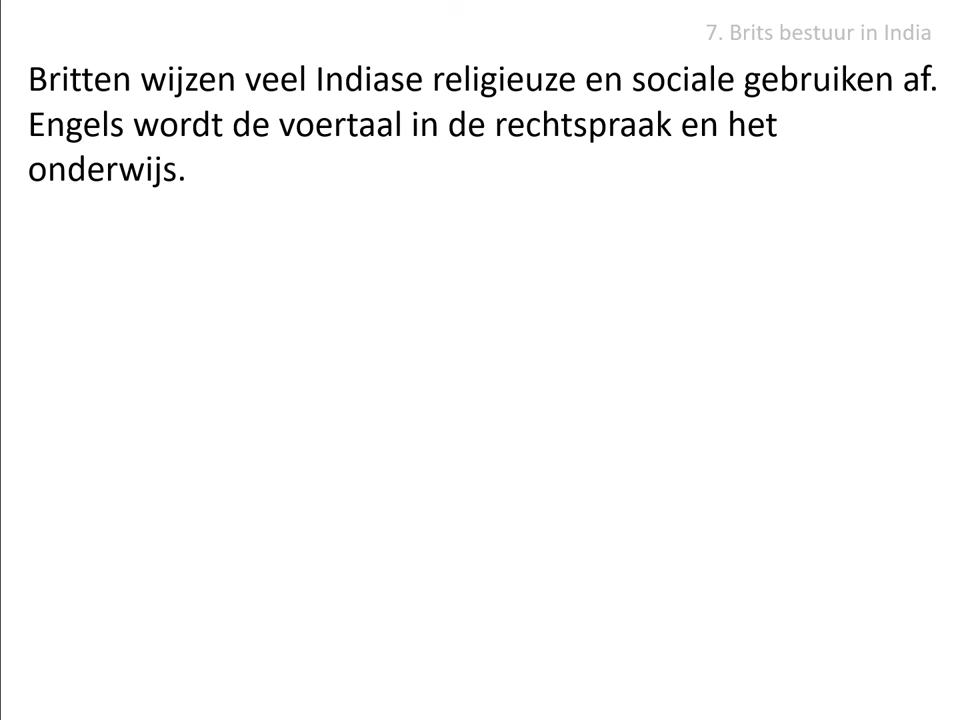 7. Brits bestuur in India
Britten wijzen veel Indiase religieuze en sociale gebruiken af.
Engels wordt de voertaal in de rechtspraak en het
onderwijs.